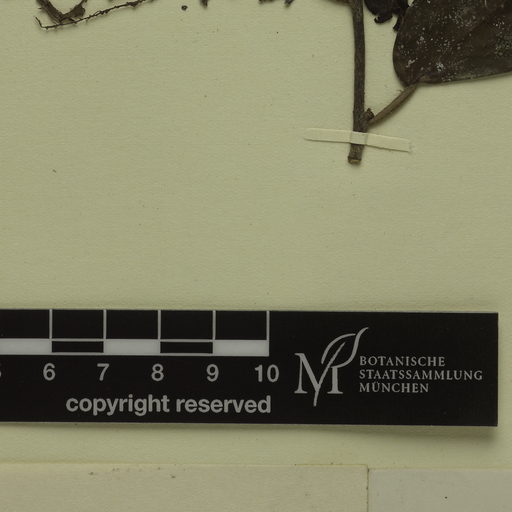 6 7 8 9 10
copyright reserved
M
BOTANISCHE
STAATSSAMMLUNG
MÜNCHEN